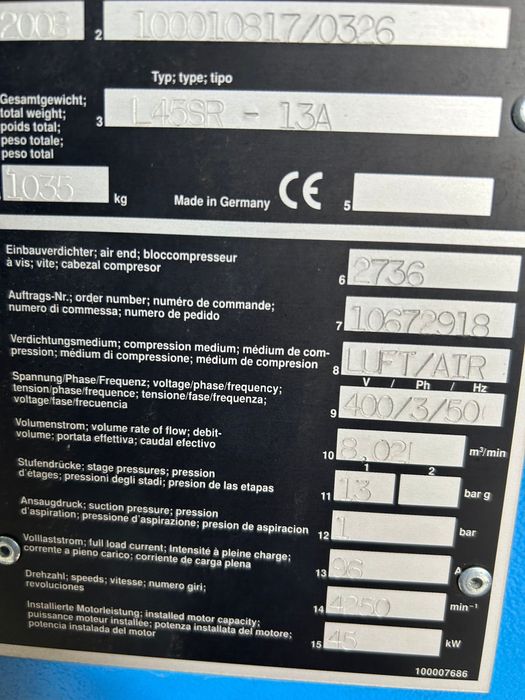 2008 2 100010817/0326
Typ; type; tipo
Gesamtgewicht;
total weight;
poids total;
peso totale;
peso total
3 L45SR - 13A
1035 kg Made in Germany CE 5
Einbauverdichter; air end; bloccompresseur
à vis; vite; cabezal compresor
6 2736
Auftrags-Nr.; order number; numéro de commande;
numero di commessa; numero de pedido
7 10672918
Verdichtungsmedium; compression medium; médium de com-
pression; médium di compressione; médium de compresion
8 LUFT/AIR
V / Ph / Hz
Spannung/Phase/Frequenz; voltage/phase/frequency;
tension/phase/frequence; tensione/fase/frequenza;
voltage/fase/frecuencia
9 400/3/50
Volumenstrom; volume rate of flow; debit-
volume; portata effettiva; caudal efectivo
10 8,021 m³/min
1 2
Stufendrücke; stage pressures; pression
d'étages; pressioni degli stadi; presion de las etapas
11 13 bar g
Ansaugdruck; suction pressure; pression
d'aspiration; pressione d'aspirazione; presion de aspiracion
12 1 bar
Volllaststrom; full load current; Intensité à pleine charge;
corrente a pieno carico; corriente de carga plena
13 96 A
Drehzahl; speeds; vitesse; numero giri;
revoluciones
14 4250 min⁻¹
Installierte Motorleistung; installed motor capacity;
puissance moteur installée; potenza installata del motore;
potencia instalada del motor
15 45 kW
100007686